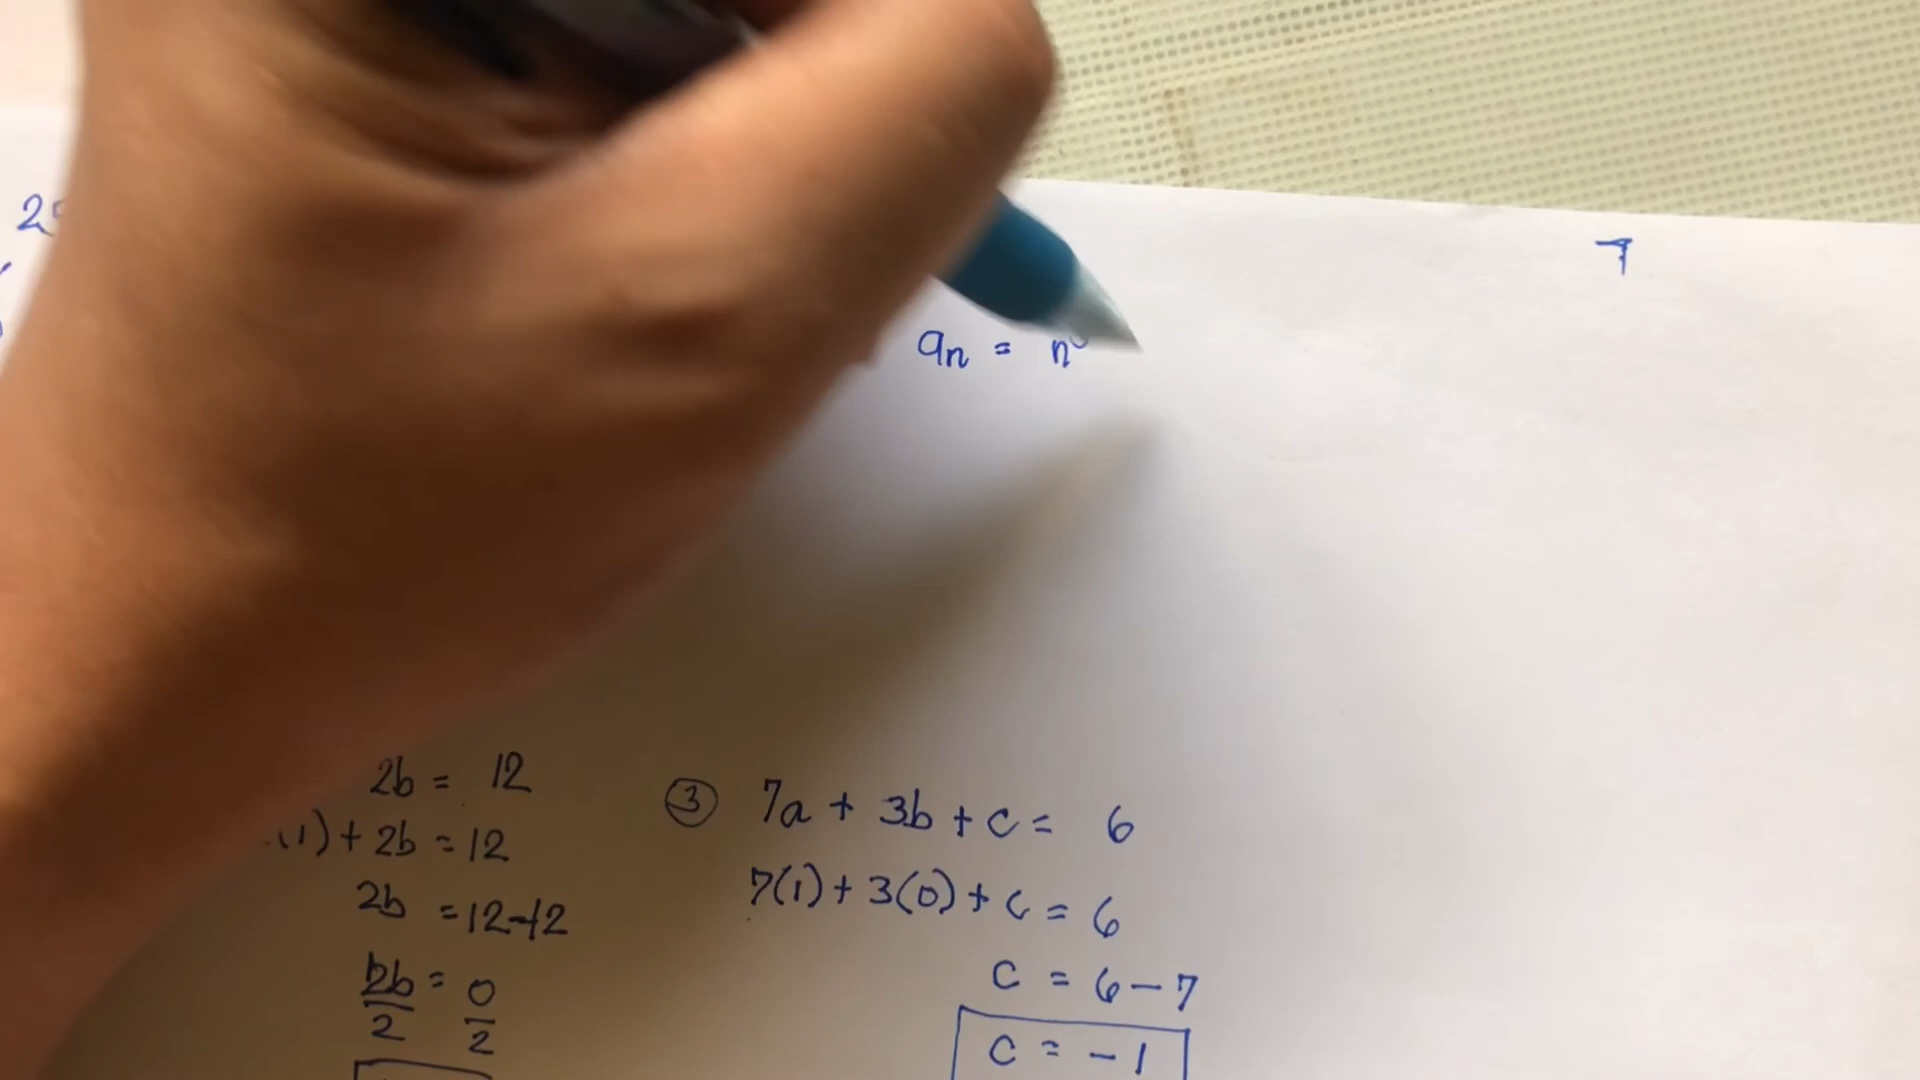 7
aₙ = n
2b = 12
(1) + 2b = 12
2b = 12-12
2b/2 = 0/2
③ 7a + 3b + c = 6
7(1) + 3(0) + c = 6
c = 6 - 7
c = -1